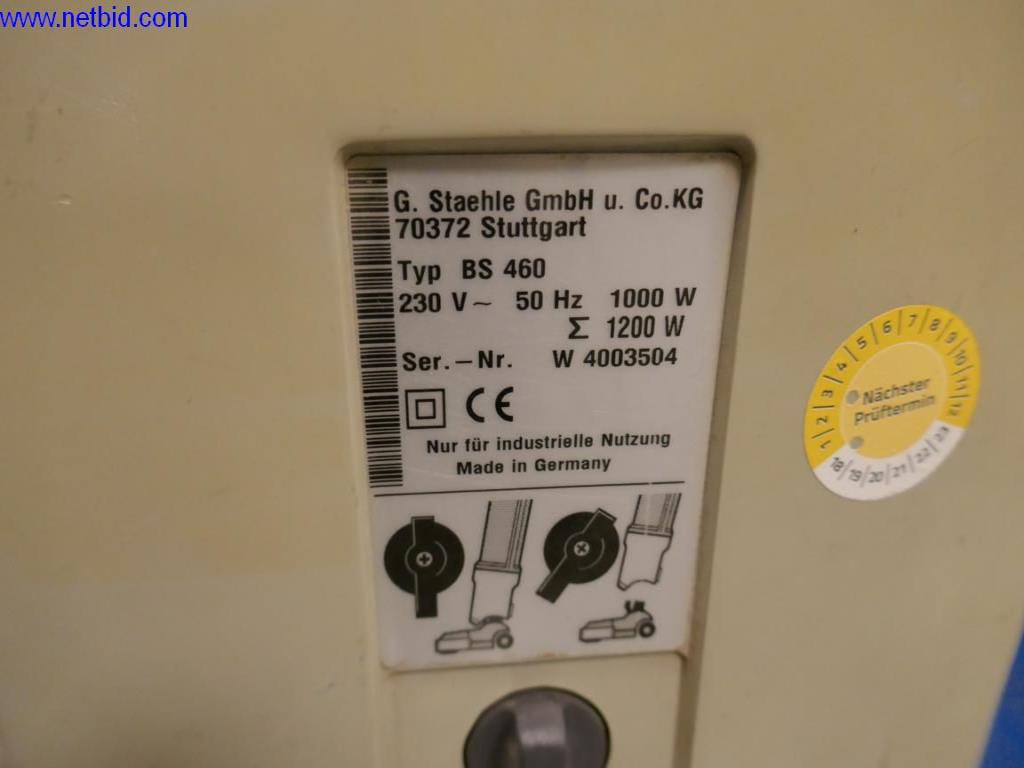 www.netbid.com
G. Staehle GmbH u. Co.KG
70372 Stuttgart
Typ BS 460
230 V~ 50 Hz 1000 W
Σ 1200 W
Ser.-Nr. W 4003504
CE
Nur für industrielle Nutzung
Made in Germany
1 2 3 4 5 6 7 8 9 10 11 12
Nächster
Prüftermin
18/19/20/21/22/23